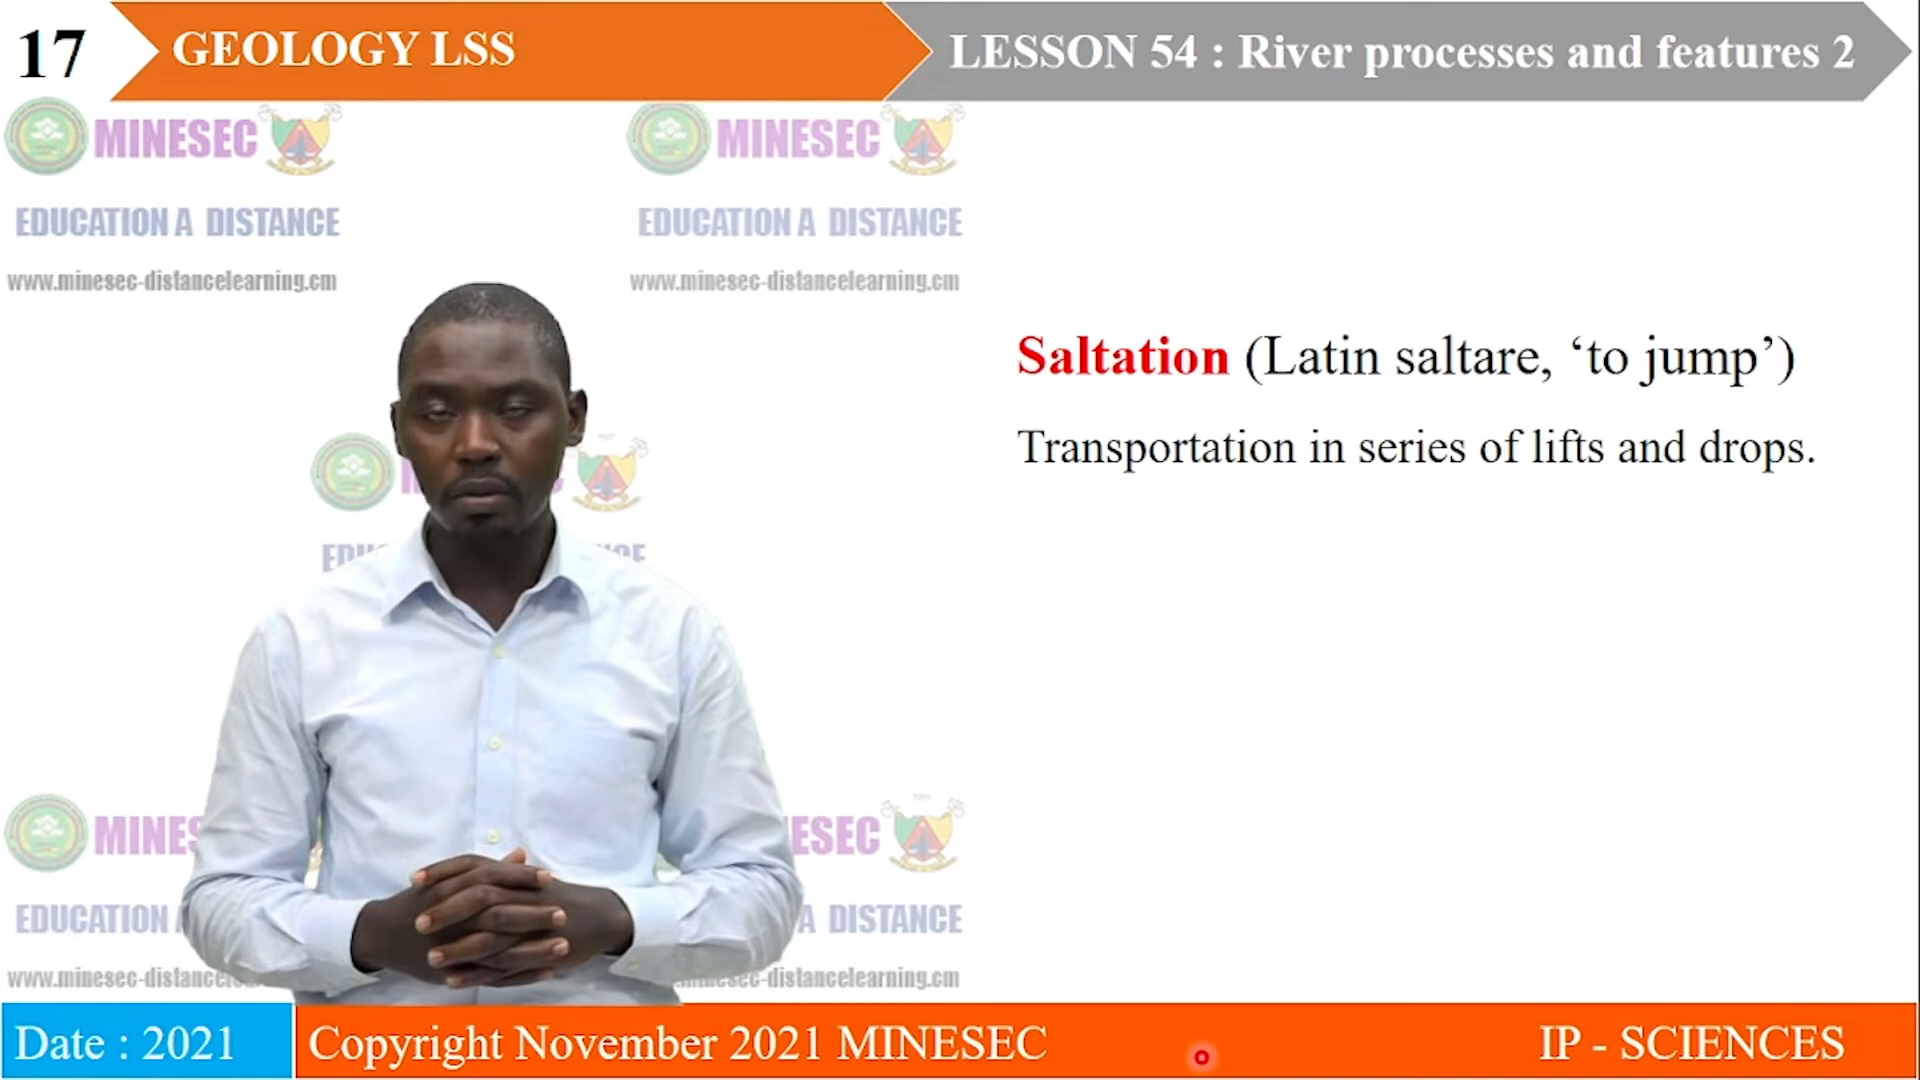 17
GEOLOGY LSS
LESSON 54 : River processes and features 2
MINESEC
MINESEC
EDUCATION A DISTANCE
EDUCATION A DISTANCE
www.minesec-distancelearning.cm
www.minesec-distancelearning.cm
Saltation (Latin saltare, ‘to jump’)
Transportation in series of lifts and drops.
EDUCATION
A DISTANCE
Date : 2021
Copyright November 2021 MINESEC
IP - SCIENCES